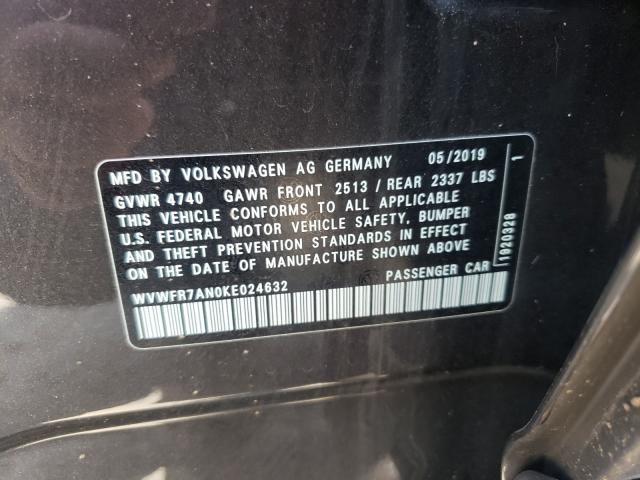 MFD BY VOLKSWAGEN AG GERMANY 05/2019
GVWR 4740 GAWR FRONT 2513 / REAR 2337 LBS
THIS VEHICLE CONFORMS TO ALL APPLICABLE
U.S. FEDERAL MOTOR VEHICLE SAFETY, BUMPER
AND THEFT PREVENTION STANDARDS IN EFFECT
ON THE DATE OF MANUFACTURE SHOWN ABOVE
WVWFR7AN0KE024632 PASSENGER CAR
1920328 1